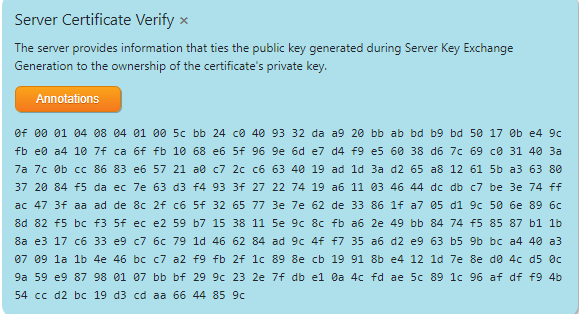 Server Certificate Verify ×
The server provides information that ties the public key generated during Server Key Exchange
Generation to the ownership of the certificate's private key.
Annotations
0f 00 01 04 08 04 01 00 5c bb 24 c0 40 93 32 da a9 20 bb ab bd b9 bd 50 17 0b e4 9c
fb e0 a4 10 7f ca 6f fb 10 68 e6 5f 96 9e 6d e7 d4 f9 e5 60 38 d6 7c 69 c0 31 40 3a
7a 7c 0b cc 86 83 e6 57 21 a0 c7 2c c6 63 40 19 ad 1d 3a d2 65 a8 12 61 5b a3 63 80
37 20 84 f5 da ec 7e 63 d3 f4 93 3f 27 22 74 19 a6 11 03 46 44 dc db c7 be 3e 74 ff
ac 47 3f aa ad de 8c 2f c6 5f 32 65 77 3e 7e 62 de 33 86 1f a7 05 d1 9c 50 6e 89 6c
8d 82 f5 bc f3 5f ec e2 59 b7 15 38 11 5e 9c 8c fb a6 2e 49 bb 84 74 f5 85 87 b1 1b
8a e3 17 c6 33 e9 c7 6c 79 1d 46 62 84 ad 9c 4f f7 35 a6 d2 e9 63 b5 9b bc a4 40 a3
07 09 1a 1b 4e 46 bc c7 a2 f9 fb 2f 1c 89 8e cb 19 91 8b e4 12 1d 7e 8e d0 4c d5 0c
9a 59 e9 87 98 01 07 bb bf 29 9c 23 2e 7f db e1 0a 4c fd ae 5c 89 1c 96 af df f9 4b
54 cc d2 bc 19 d3 cd aa 66 44 85 9c